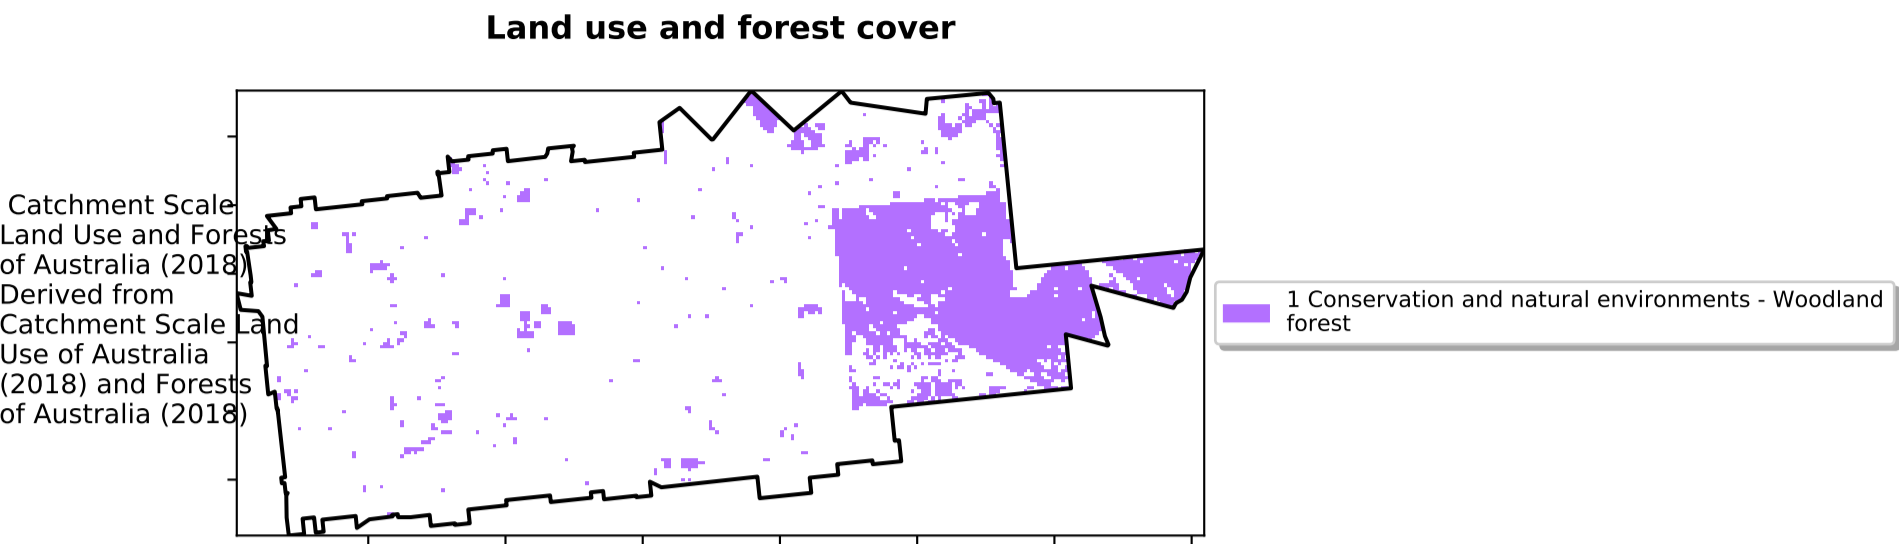 Land use and forest cover
Catchment Scale
Land Use and Forests
of Australia (2018)
Derived from
Catchment Scale Land
Use of Australia
(2018) and Forests
of Australia (2018)
1 Conservation and natural environments - Woodland
forest